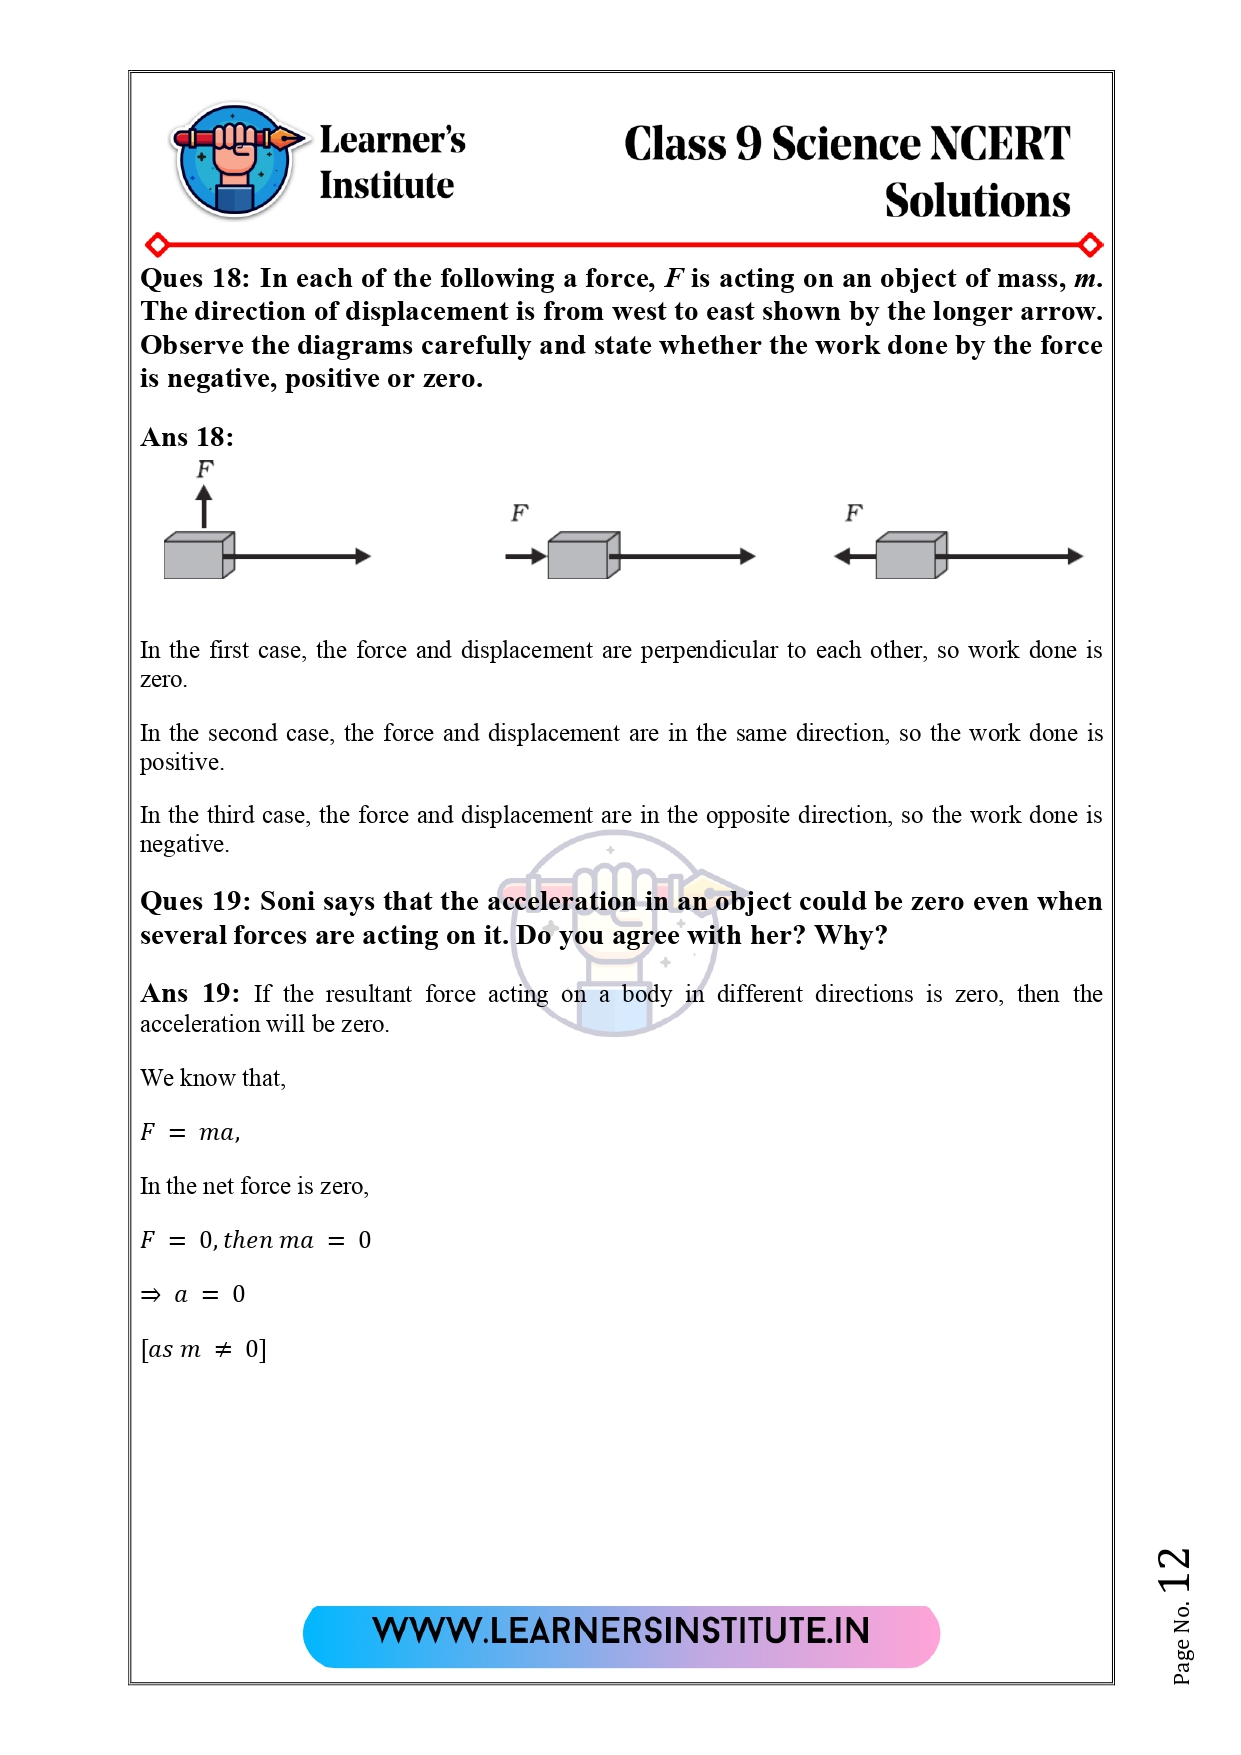 Learner's
Institute
Class 9 Science NCERT
Solutions
Ques 18: In each of the following a force, F is acting on an object of mass, m.
The direction of displacement is from west to east shown by the longer arrow.
Observe the diagrams carefully and state whether the work done by the force
is negative, positive or zero.
Ans 18:
F
F
F
In the first case, the force and displacement are perpendicular to each other, so work done is
zero.
In the second case, the force and displacement are in the same direction, so the work done is
positive.
In the third case, the force and displacement are in the opposite direction, so the work done is
negative.
Ques 19: Soni says that the acceleration in an object could be zero even when
several forces are acting on it. Do you agree with her? Why?
Ans 19: If the resultant force acting on a body in different directions is zero, then the
acceleration will be zero.
We know that,
F = ma,
In the net force is zero,
F = 0, then ma = 0
⇒ a = 0
[as m ≠ 0]
WWW.LEARNERSINSTITUTE.IN
Page No. 12